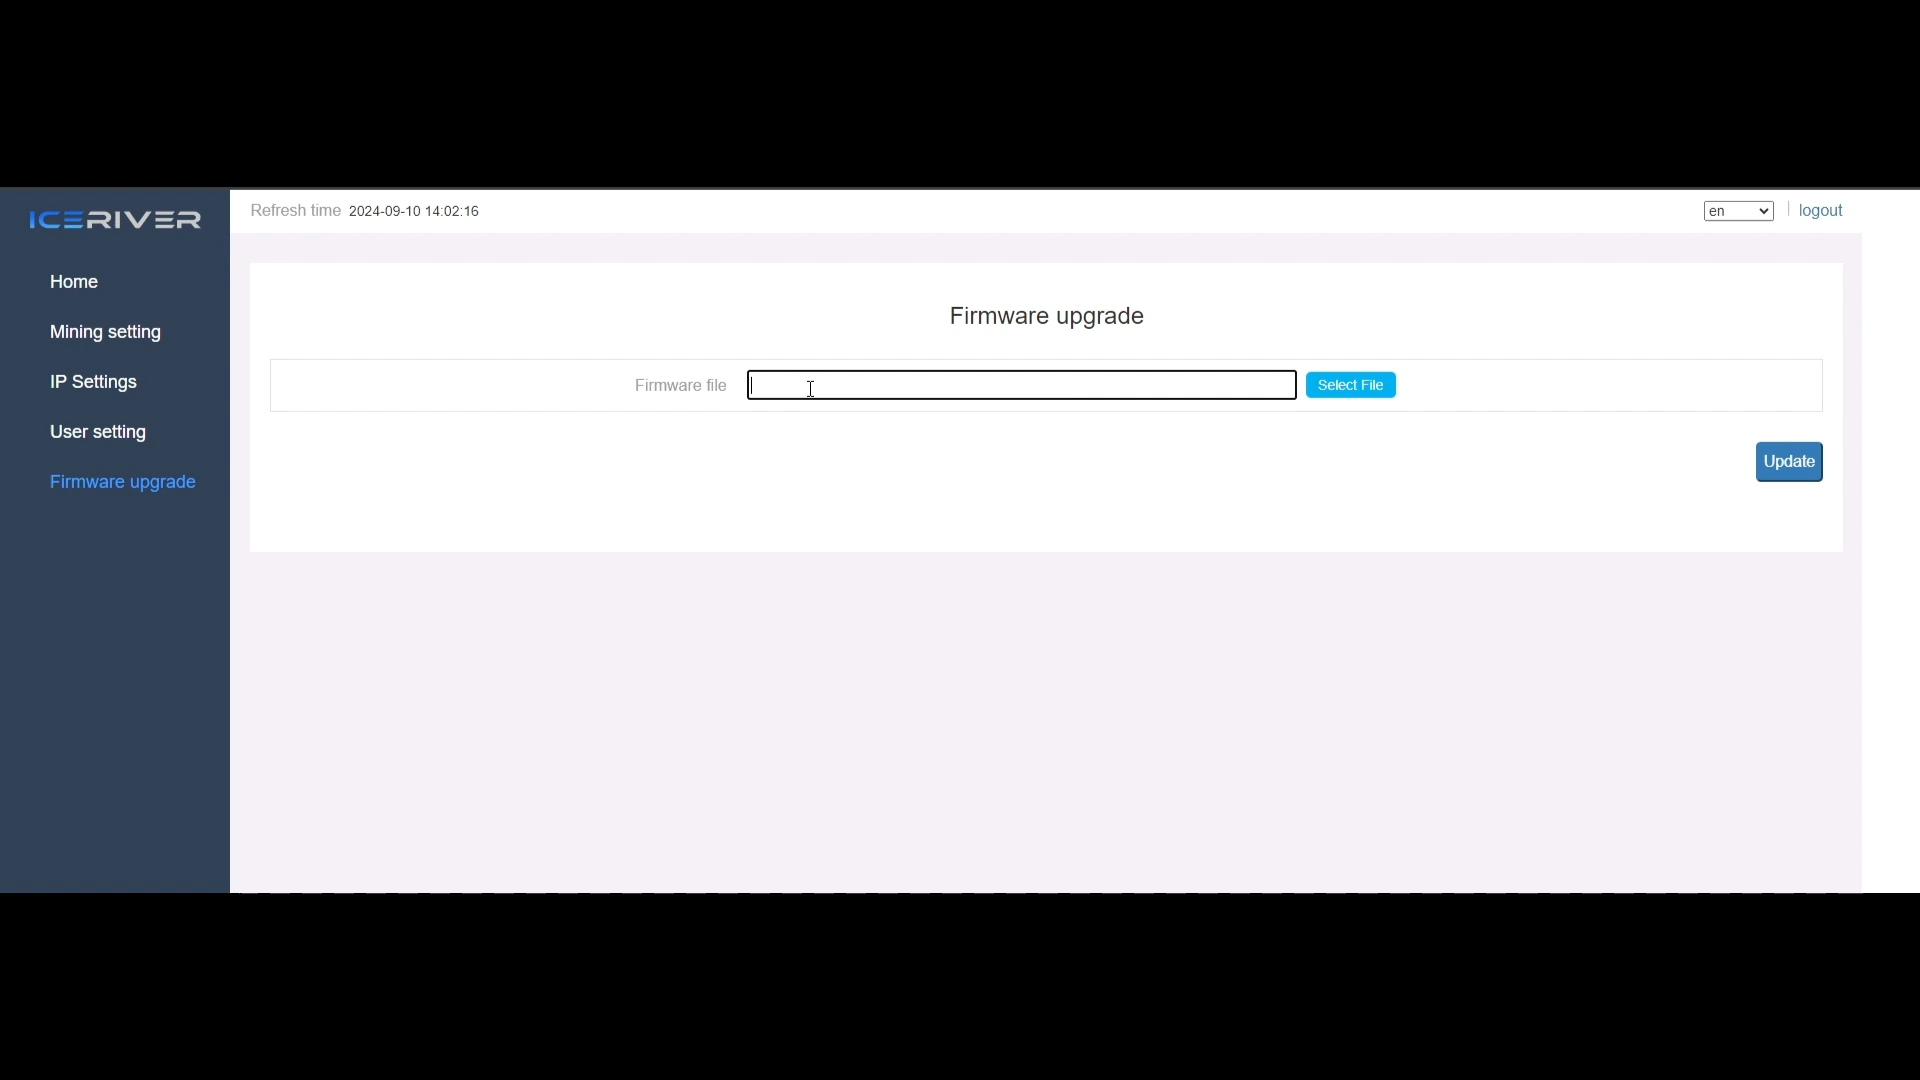 ICERIVER
Refresh time 2024-09-10 14:02:16
en
logout
Home
Mining setting
IP Settings
User setting
Firmware upgrade
Firmware upgrade
Firmware file
Select File
Update